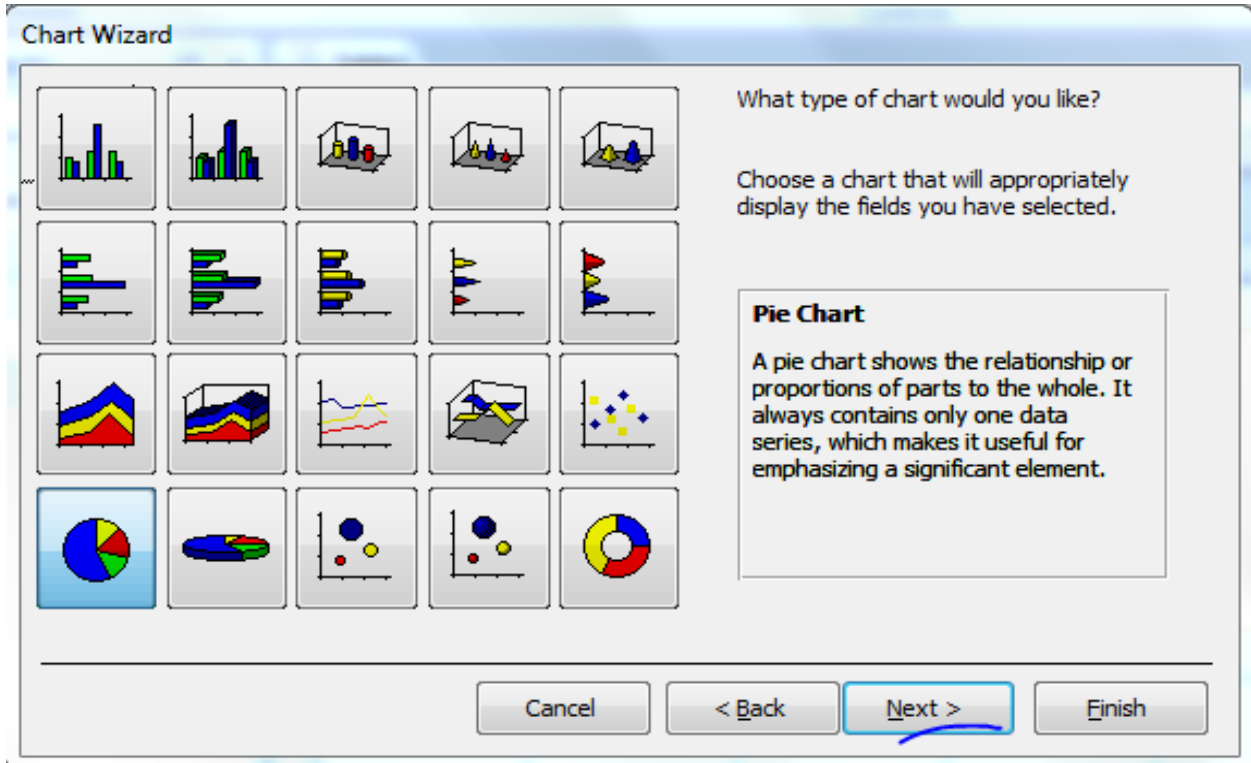 Chart Wizard
What type of chart would you like?
Choose a chart that will appropriately
display the fields you have selected.
Pie Chart
A pie chart shows the relationship or
proportions of parts to the whole. It
always contains only one data
series, which makes it useful for
emphasizing a significant element.
Cancel
< Back
Next >
Finish